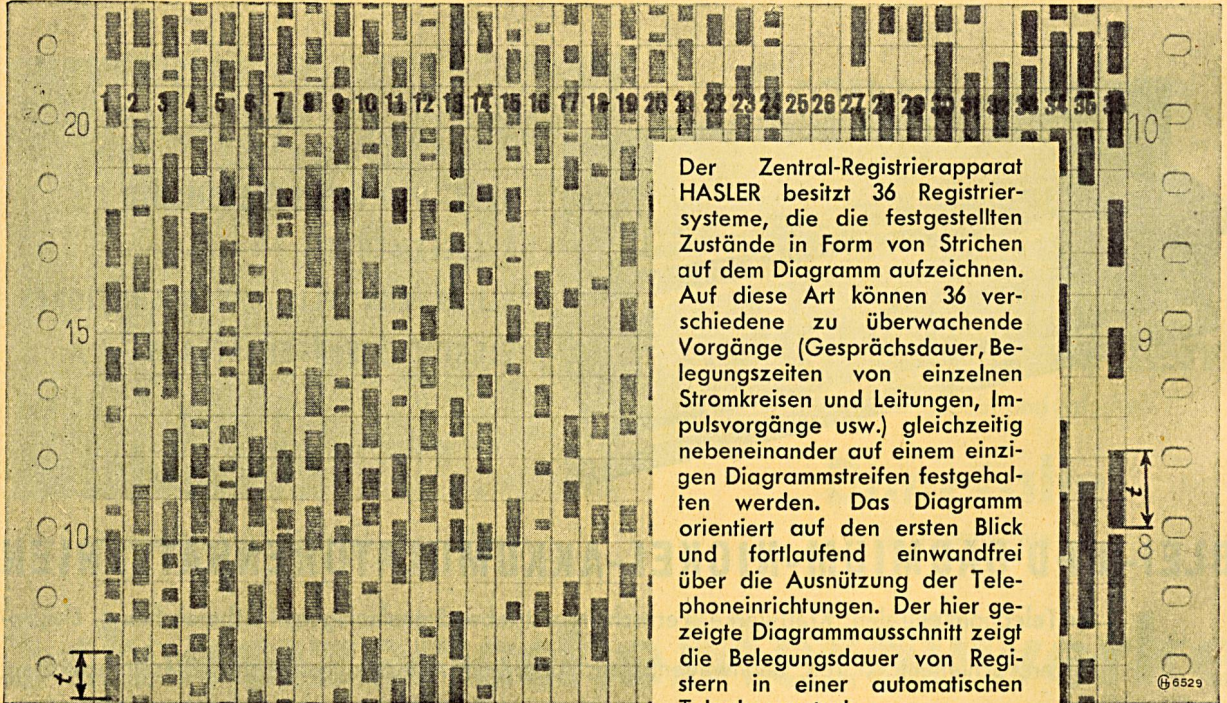 1 2 3 4 5 6 7 8 9 10 11 12 13 14 15 16 17 18 19 20 21 22 23 24 25 26 27 28 29 30 31 32 33 34 35 36
20
10
Der Zentral-Registrierapparat
HASLER besitzt 36 Registrier-
systeme, die die festgestellten
Zustände in Form von Strichen
auf dem Diagramm aufzeichnen.
Auf diese Art können 36 ver-
schiedene zu überwachende
Vorgänge (Gesprächsdauer, Be-
legungszeiten von einzelnen
Stromkreisen und Leitungen, Im-
pulsvorgänge usw.) gleichzeitig
nebeneinander auf einem einzi-
gen Diagrammstreifen festgehal-
ten werden. Das Diagramm
orientiert auf den ersten Blick
und fortlaufend einwandfrei
über die Ausnützung der Tele-
phoneinrichtungen. Der hier ge-
zeigte Diagrammausschnitt zeigt
die Belegungsdauer von Regi-
stern in einer automatischen
15
9
10
8
t
t
6529